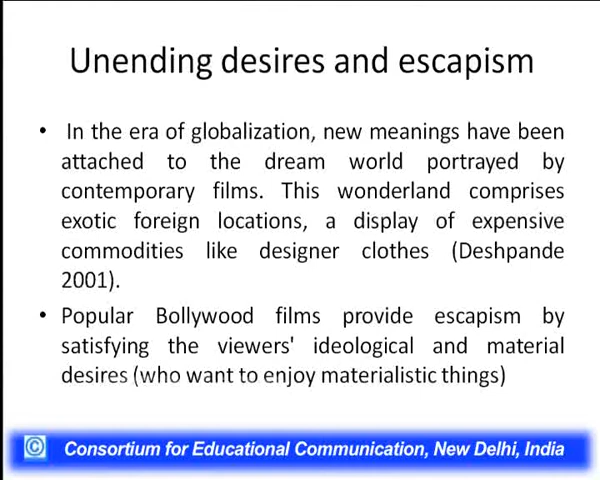 Unending desires and escapism
• In the era of globalization, new meanings have been
attached to the dream world portrayed by
contemporary films. This wonderland comprises
exotic foreign locations, a display of expensive
commodities like designer clothes (Deshpande
2001).
• Popular Bollywood films provide escapism by
satisfying the viewers' ideological and material
desires (who want to enjoy materialistic things)
© Consortium for Educational Communication, New Delhi, India